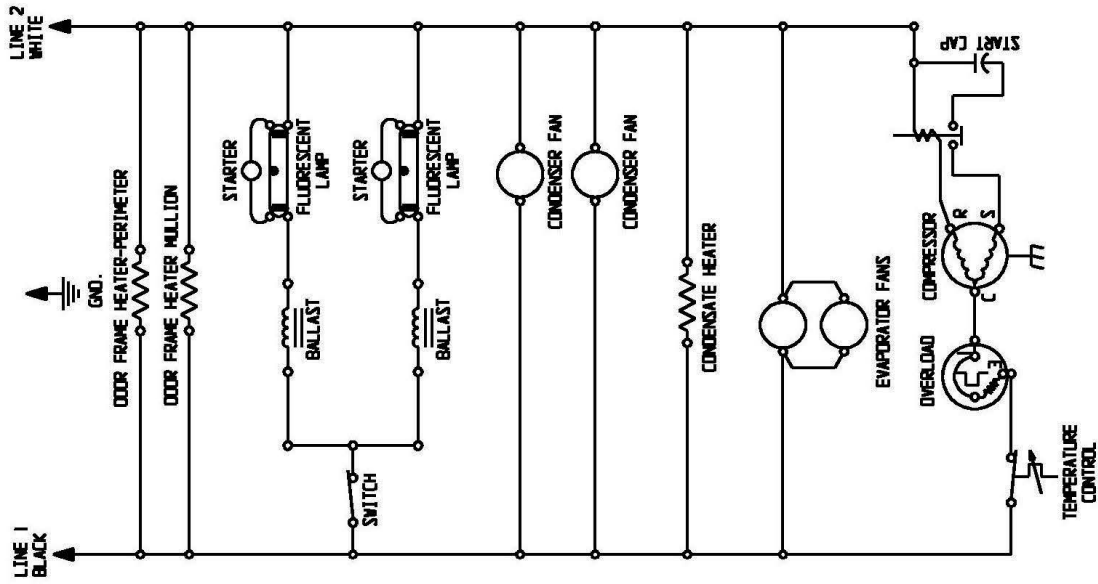 LINE 2
WHITE
LINE 1
BLACK
GND.
DOOR FRAME HEATER-PERIMETER
DOOR FRAME HEATER MULLION
STARTER
FLUORESCENT
LAMP
BALLAST
STARTER
FLUORESCENT
LAMP
BALLAST
SWITCH
CONDENSER FAN
CONDENSER FAN
CONDENSATE HEATER
EVAPORATOR FANS
START CAP
COMPRESSOR
R
S
C
OVERLOAD
1
3
TEMPERATURE
CONTROL